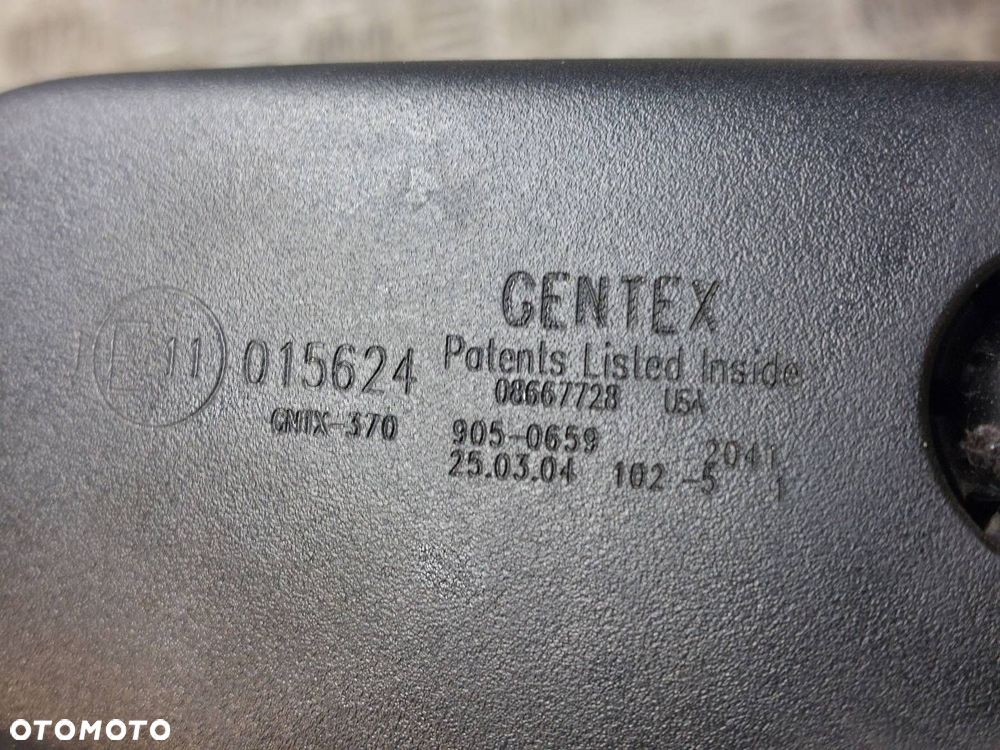 GENTEX
E11 015624
Patents Listed Inside
08667728 USA
GNTX-370
905-0659
25.03.04 102 -5 1
OTOMOTO